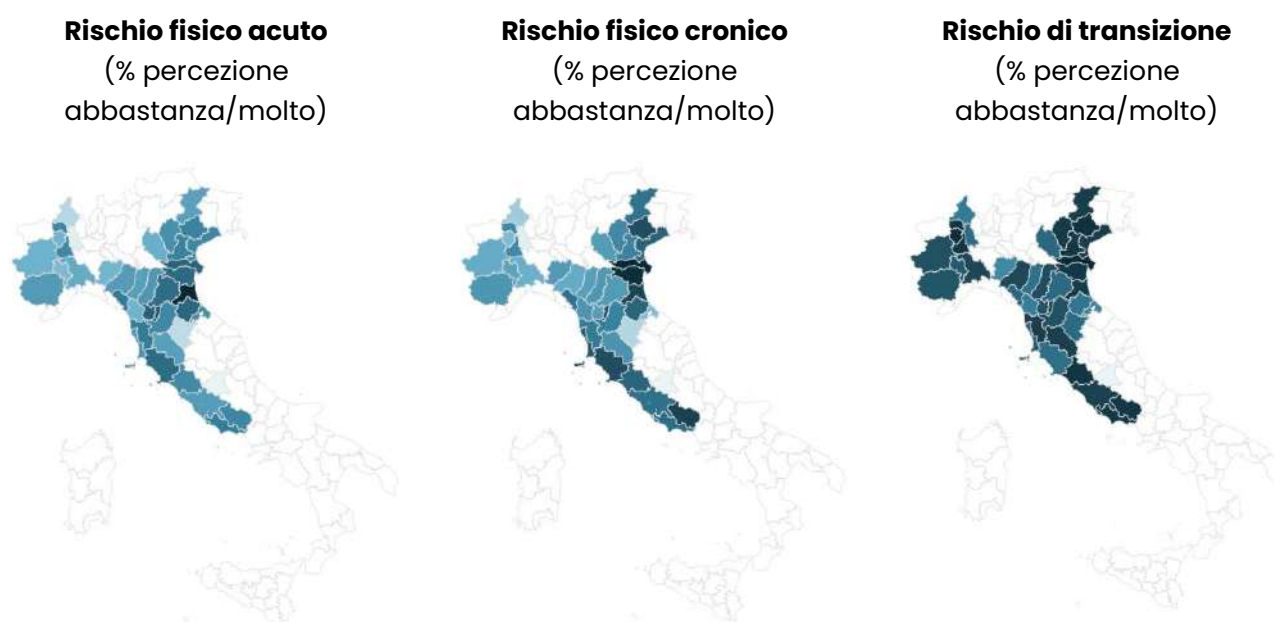 Rischio fisico acuto
(% percezione
abbastanza/molto)
Rischio fisico cronico
(% percezione
abbastanza/molto)
Rischio di transizione
(% percezione
abbastanza/molto)